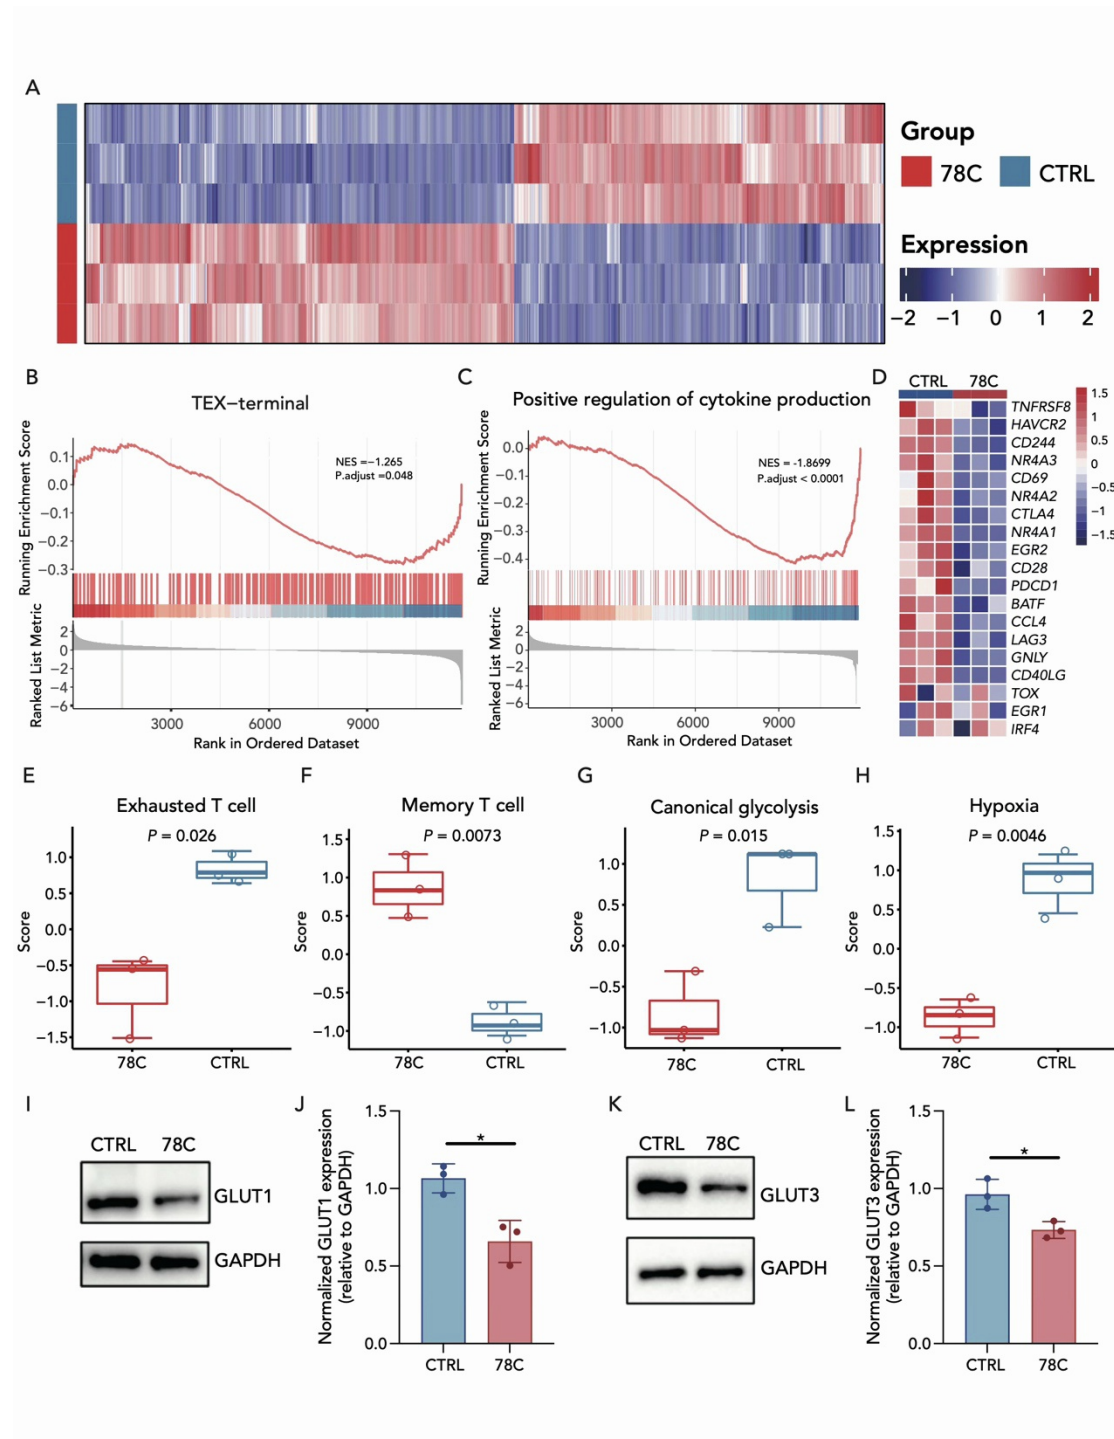 A
Group
78C CTRL
Expression
−2 −1 0 1 2
B
TEX−terminal
Running Enrichment Score
0.1
0.0
−0.1
−0.2
−0.3
NES =−1.265
P.adjust =0.048
Ranked List Metric
2
0
−2
−4
−6
3000 6000 9000
Rank in Ordered Dataset
C
Positive regulation of cytokine production
Running Enrichment Score
0.0
−0.1
−0.2
−0.3
−0.4
NES = -1.8699
P.adjust < 0.0001
Ranked List Metric
2
0
−2
−4
−6
3000 6000 9000
Rank in Ordered Dataset
D
CTRL 78C
TNFRSF8
HAVCR2
CD244
NR4A3
CD69
NR4A2
CTLA4
NR4A1
EGR2
CD28
PDCD1
BATF
CCL4
LAG3
GNLY
CD40LG
TOX
EGR1
IRF4
1.5
1
0.5
0
−0.5
−1
−1.5
E
Exhausted T cell
P = 0.026
Score
1.0
0.5
0.0
−0.5
−1.0
−1.5
78C CTRL
F
Memory T cell
P = 0.0073
Score
1.5
1.0
0.5
0.0
−0.5
−1.0
78C CTRL
G
Canonical glycolysis
P = 0.015
Score
1.0
0.5
0.0
−0.5
−1.0
78C CTRL
H
Hypoxia
P = 0.0046
Score
1.5
1.0
0.5
0.0
−0.5
−1.0
78C CTRL
I
CTRL 78C
GLUT1
GAPDH
J
Normalized GLUT1 expression
(relative to GAPDH)
1.5
1.0
0.5
0.0
*
CTRL 78C
K
CTRL 78C
GLUT3
GAPDH
L
Normalized GLUT3 expression
(relative to GAPDH)
1.5
1.0
0.5
0.0
*
CTRL 78C